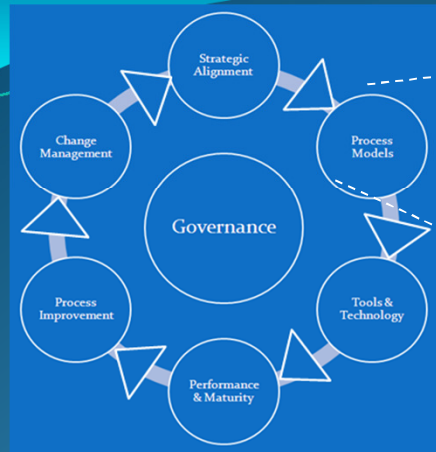 Strategic
Alignment
Process
Models
Tools &
Technology
Performance
& Maturity
Process
Improvement
Change
Management
Governance